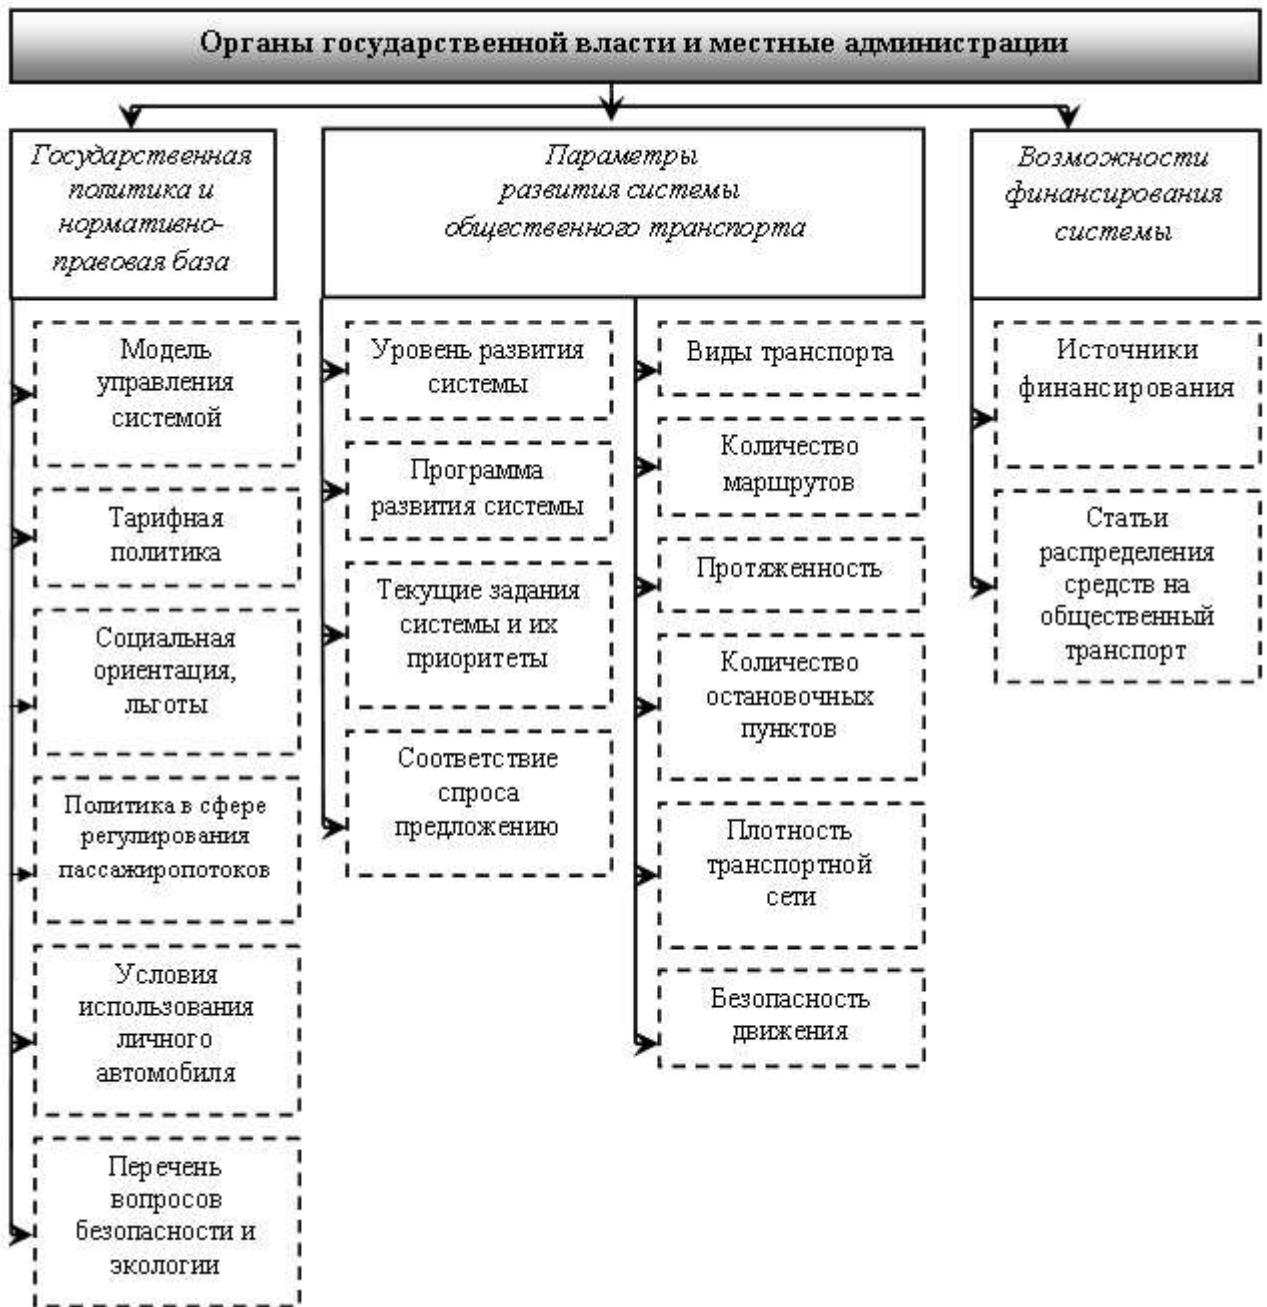 Органы государственной власти и местные администрации
Государственная
политика и
нормативно-
правовая база
Параметры
развития системы
общественного транспорта
Возможности
финансирования
системы
Модель
управления
системой
Тарифная
политика
Социальная
ориентация,
льготы
Политика в сфере
регулирования
пассажиропотоков
Условия
использования
личного
автомобиля
Перечень
вопросов
безопасности и
экологии
Уровень развития
системы
Программа
развития системы
Текущие задания
системы и их
приоритеты
Соответствие
спроса
предложению
Виды транспорта
Количество
маршрутов
Протяженность
Количество
остановочных
пунктов
Плотность
транспортной
сети
Безопасность
движения
Источники
финансирования
Статьи
распределения
средств на
общественный
транспорт